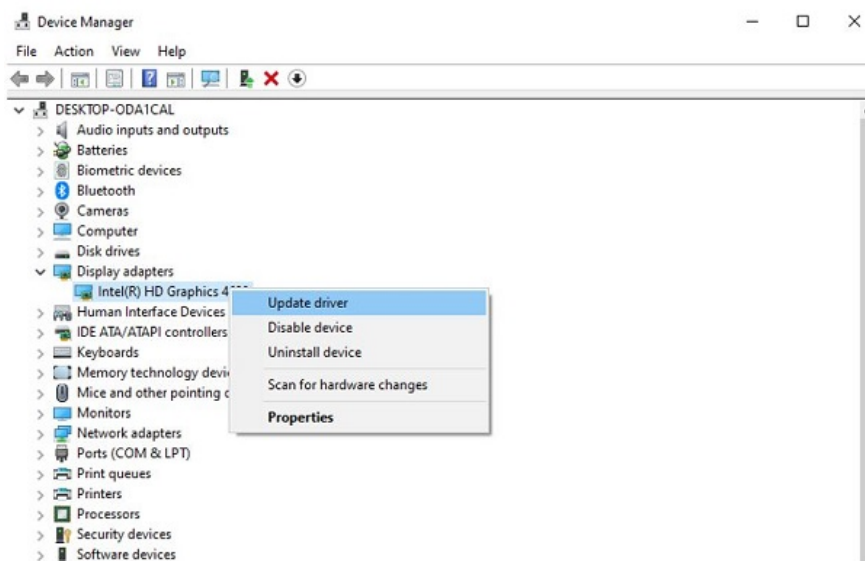 Device Manager
File Action View Help
DESKTOP-ODA1CAL
Audio inputs and outputs
Batteries
Biometric devices
Bluetooth
Cameras
Computer
Disk drives
Display adapters
Intel(R) HD Graphics
Update driver
Human Interface Devices
Disable device
IDE ATA/ATAPI controllers
Keyboards
Uninstall device
Memory technology devi
Scan for hardware changes
Mice and other pointing
Monitors
Properties
Network adapters
Ports (COM & LPT)
Print queues
Printers
Processors
Security devices
Software devices